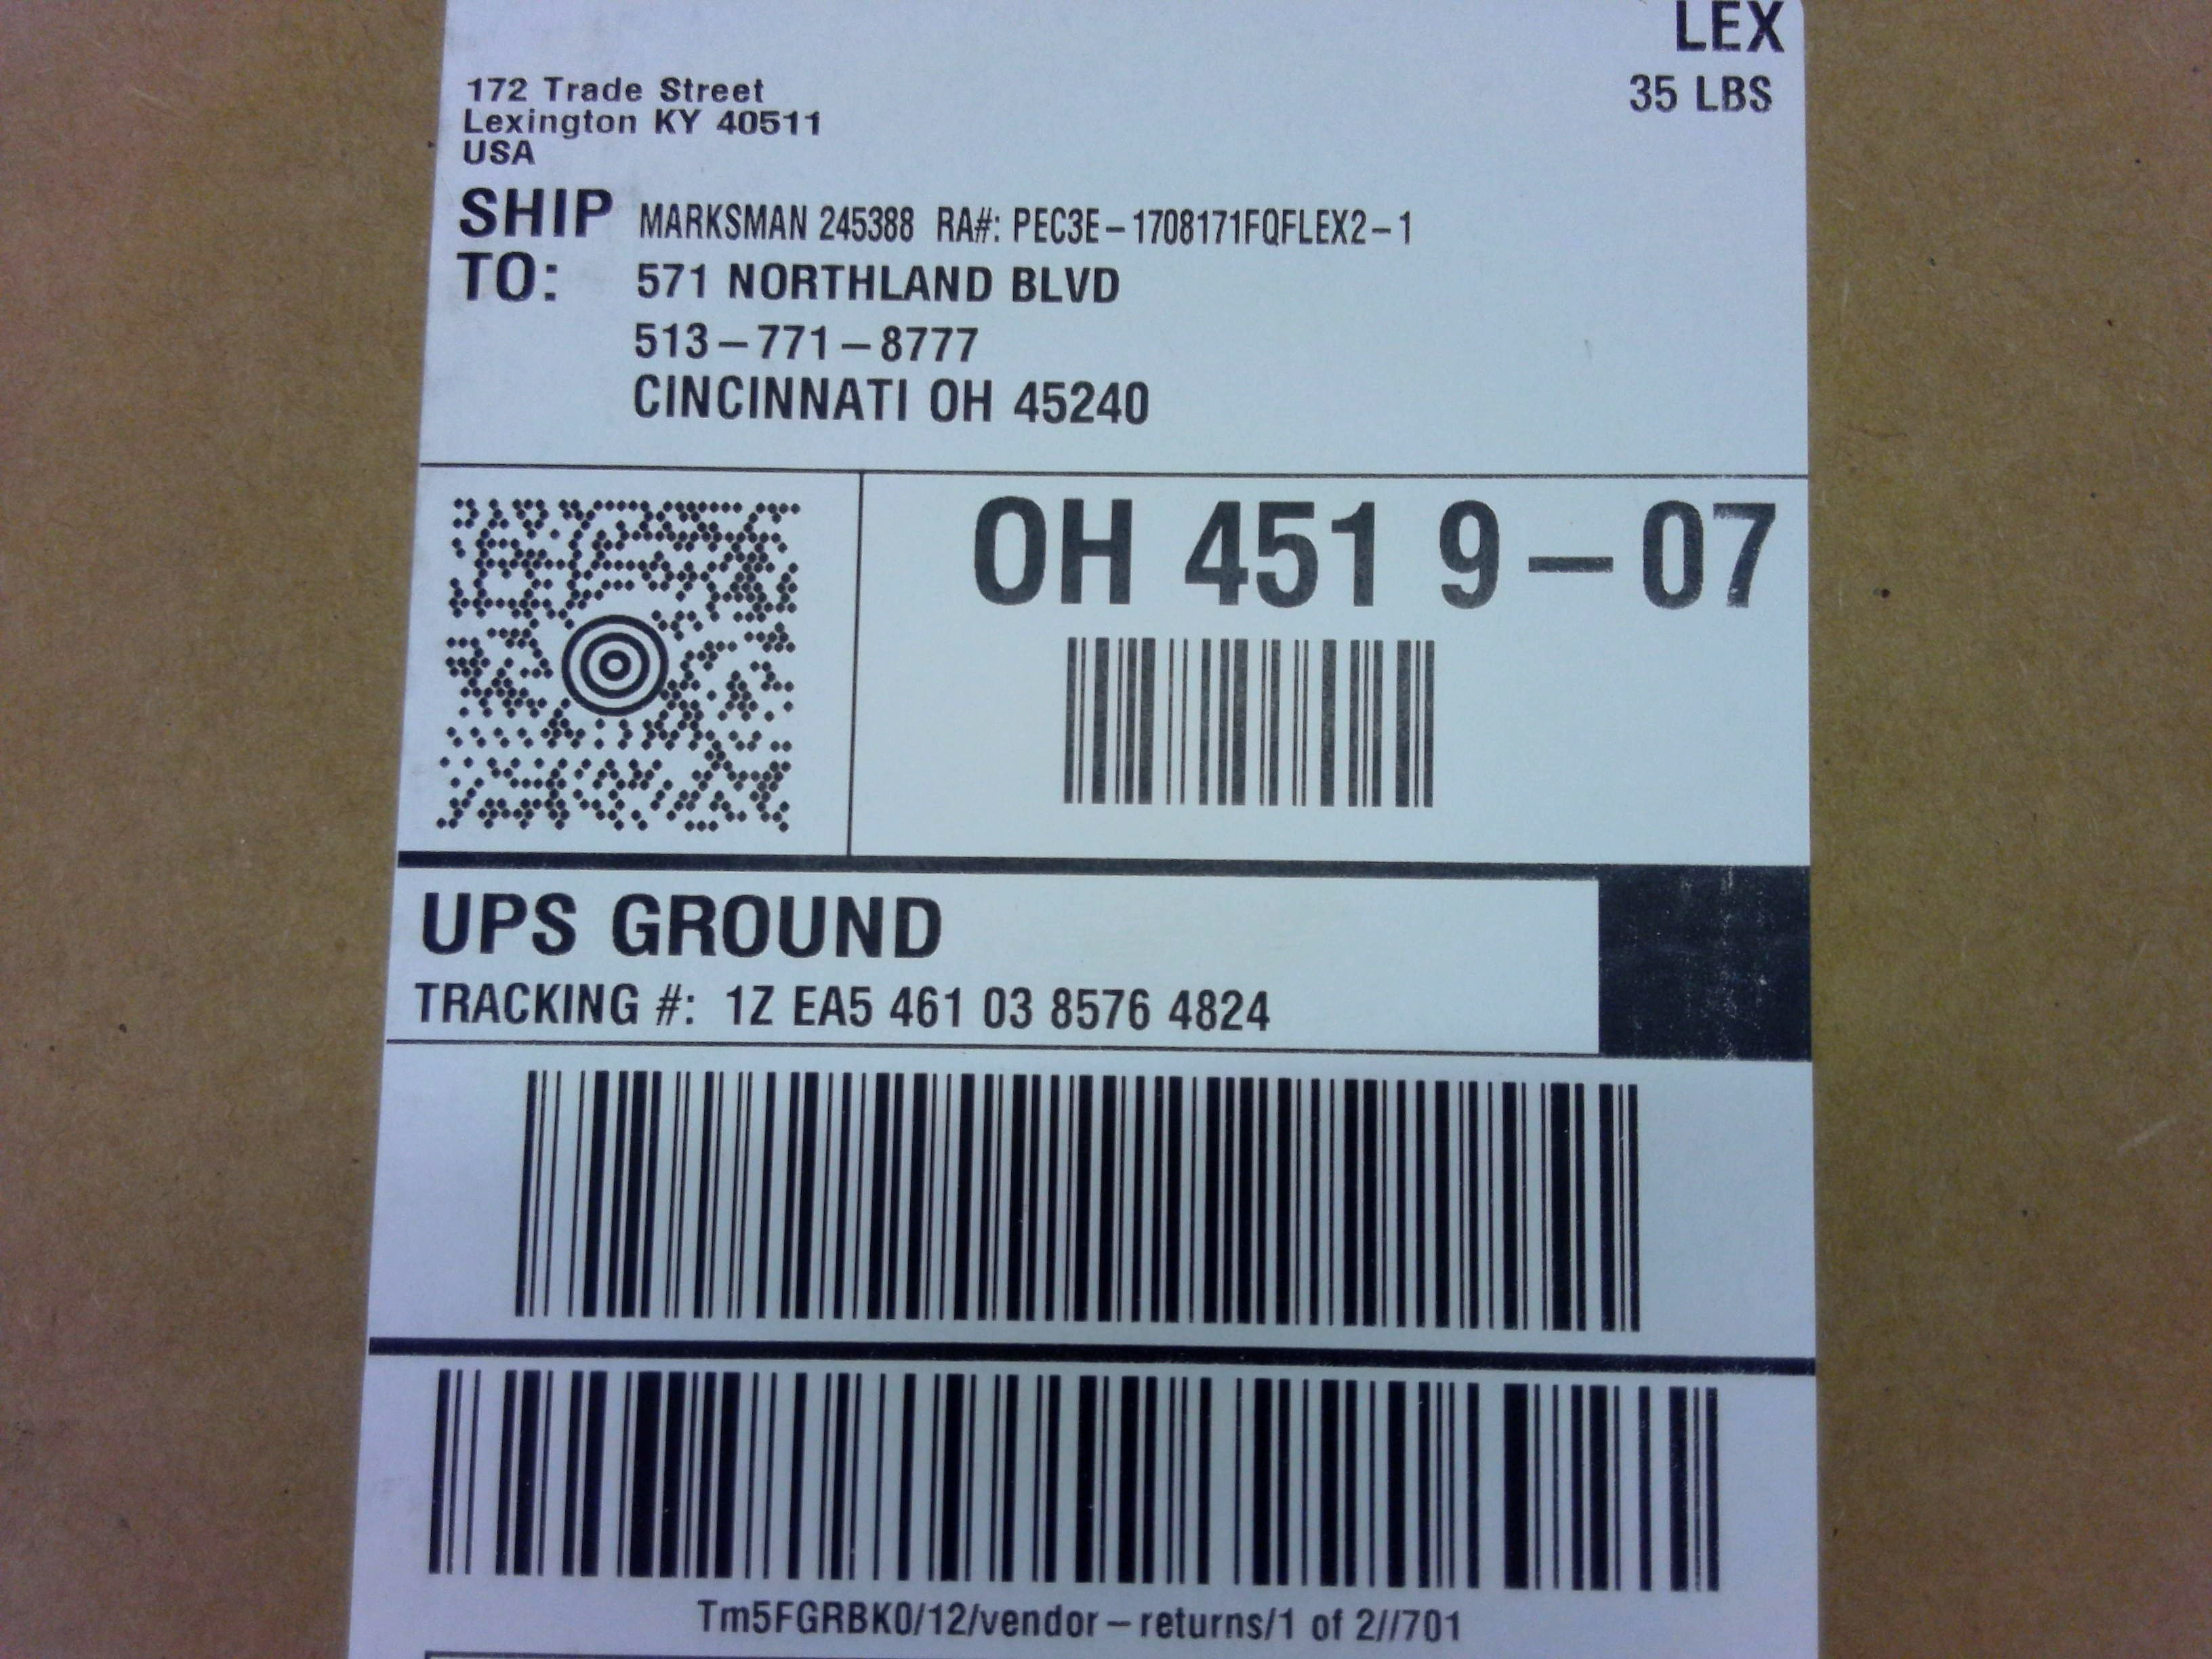 LEX
35 LBS
172 Trade Street
Lexington KY 40511
USA
SHIP TO: MARKSMAN 245388 RA#: PEC3E-1708171FQFLEX2-1
571 NORTHLAND BLVD
513-771-8777
CINCINNATI OH 45240
OH 451 9-07
UPS GROUND
TRACKING #: 1Z EA5 461 03 8576 4824
Tm5FGRBK0/12/vendor-returns/1 of 2//701